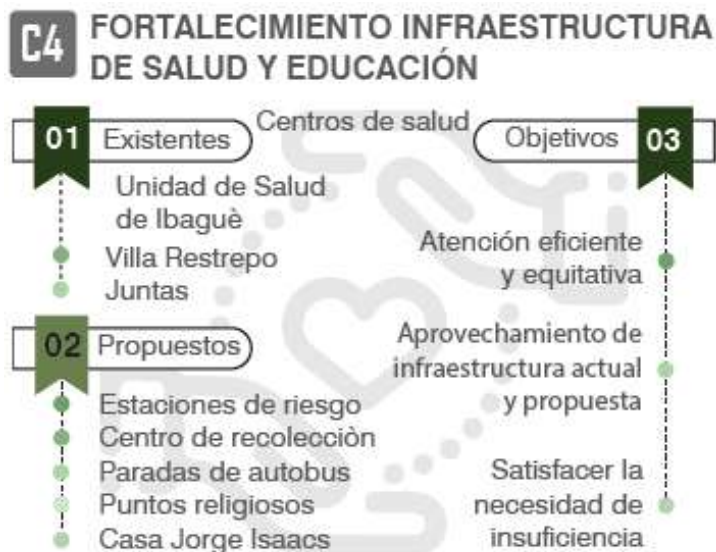 C4 FORTALECIMIENTO INFRAESTRUCTURA
DE SALUD Y EDUCACIÓN
Centros de salud
01 Existentes
Unidad de Salud
de Ibaguè
Villa Restrepo
Juntas
02 Propuestos
Estaciones de riesgo
Centro de recolecciòn
Paradas de autobus
Puntos religiosos
Casa Jorge Isaacs
Objetivos 03
Atención eficiente
y equitativa
Aprovechamiento de
infraestructura actual
y propuesta
Satisfacer la
necesidad de
insuficiencia